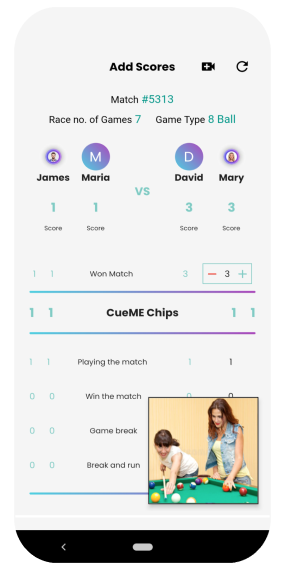 Add Scores
Match #5313
Race no. of Games 7 Game Type 8 Ball
M D
James Maria David Mary
VS
1 1 3 3
Score Score Score Score
1 1 Won Match 3 − 3 +
1 1 CueME Chips 1 1
1 1 Playing the match 1 1
0 0 Win the match 0 0
0 0 Game break
0 0 Break and run